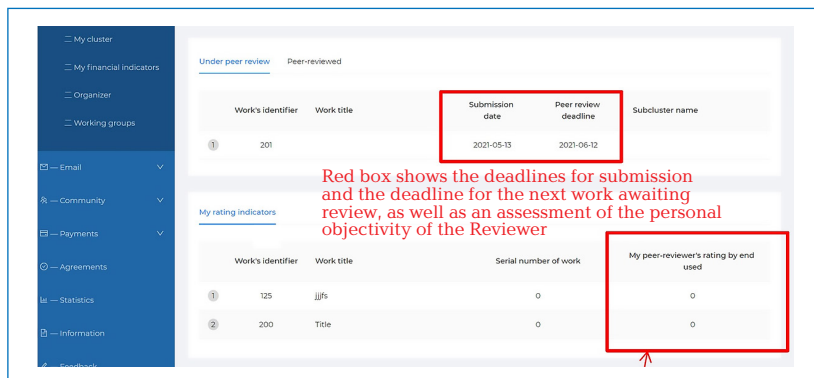 My cluster
My financial indicators
Organizer
Working groups
— Email
— Community
— Payments
— Agreements
— Statistics
— Information
— Feedback
Under peer review Peer-reviewed
Work's identifier Work title Submission date Peer review deadline Subcluster name
1 201 2021-05-13 2021-06-12
Red box shows the deadlines for submission
and the deadline for the next work awaiting
review, as well as an assessment of the personal
objectivity of the Reviewer
My rating indicators
Work's identifier Work title Serial number of work My peer-reviewer's rating by end used
1 125 jjjfs 0 0
2 200 Title 0 0